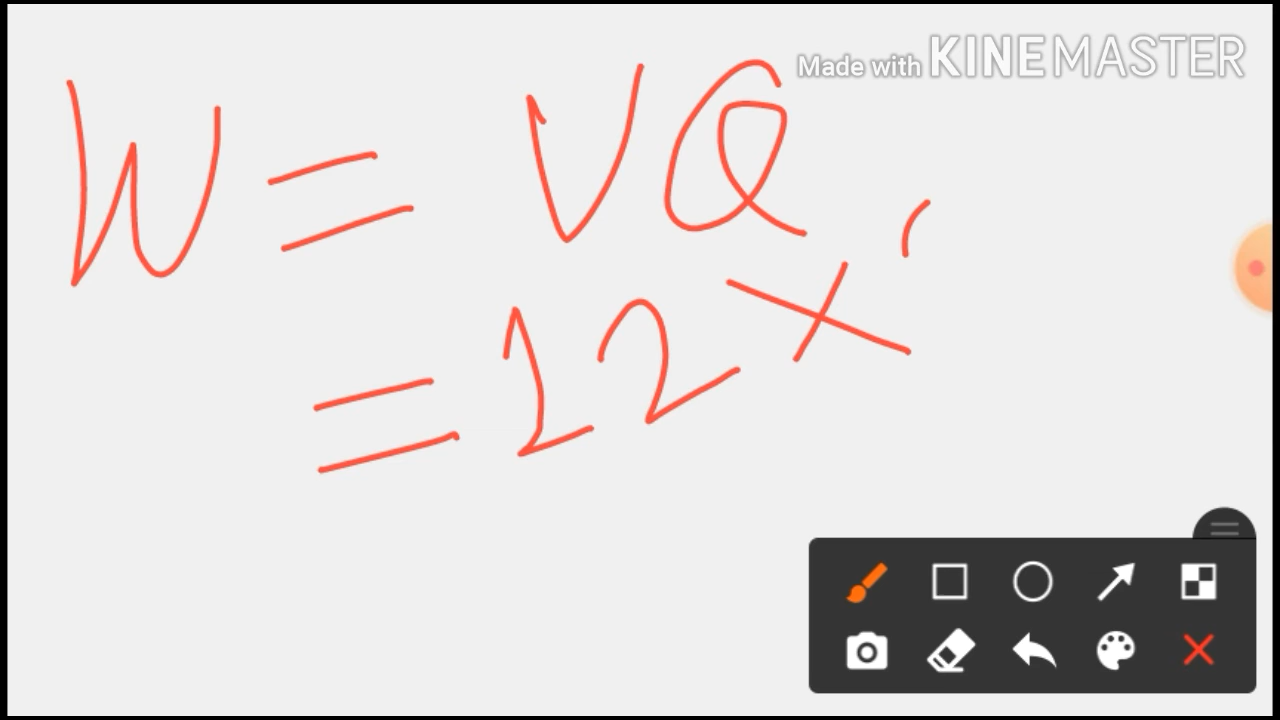 Made with KINEMASTER
W = VQ
= 12 ×